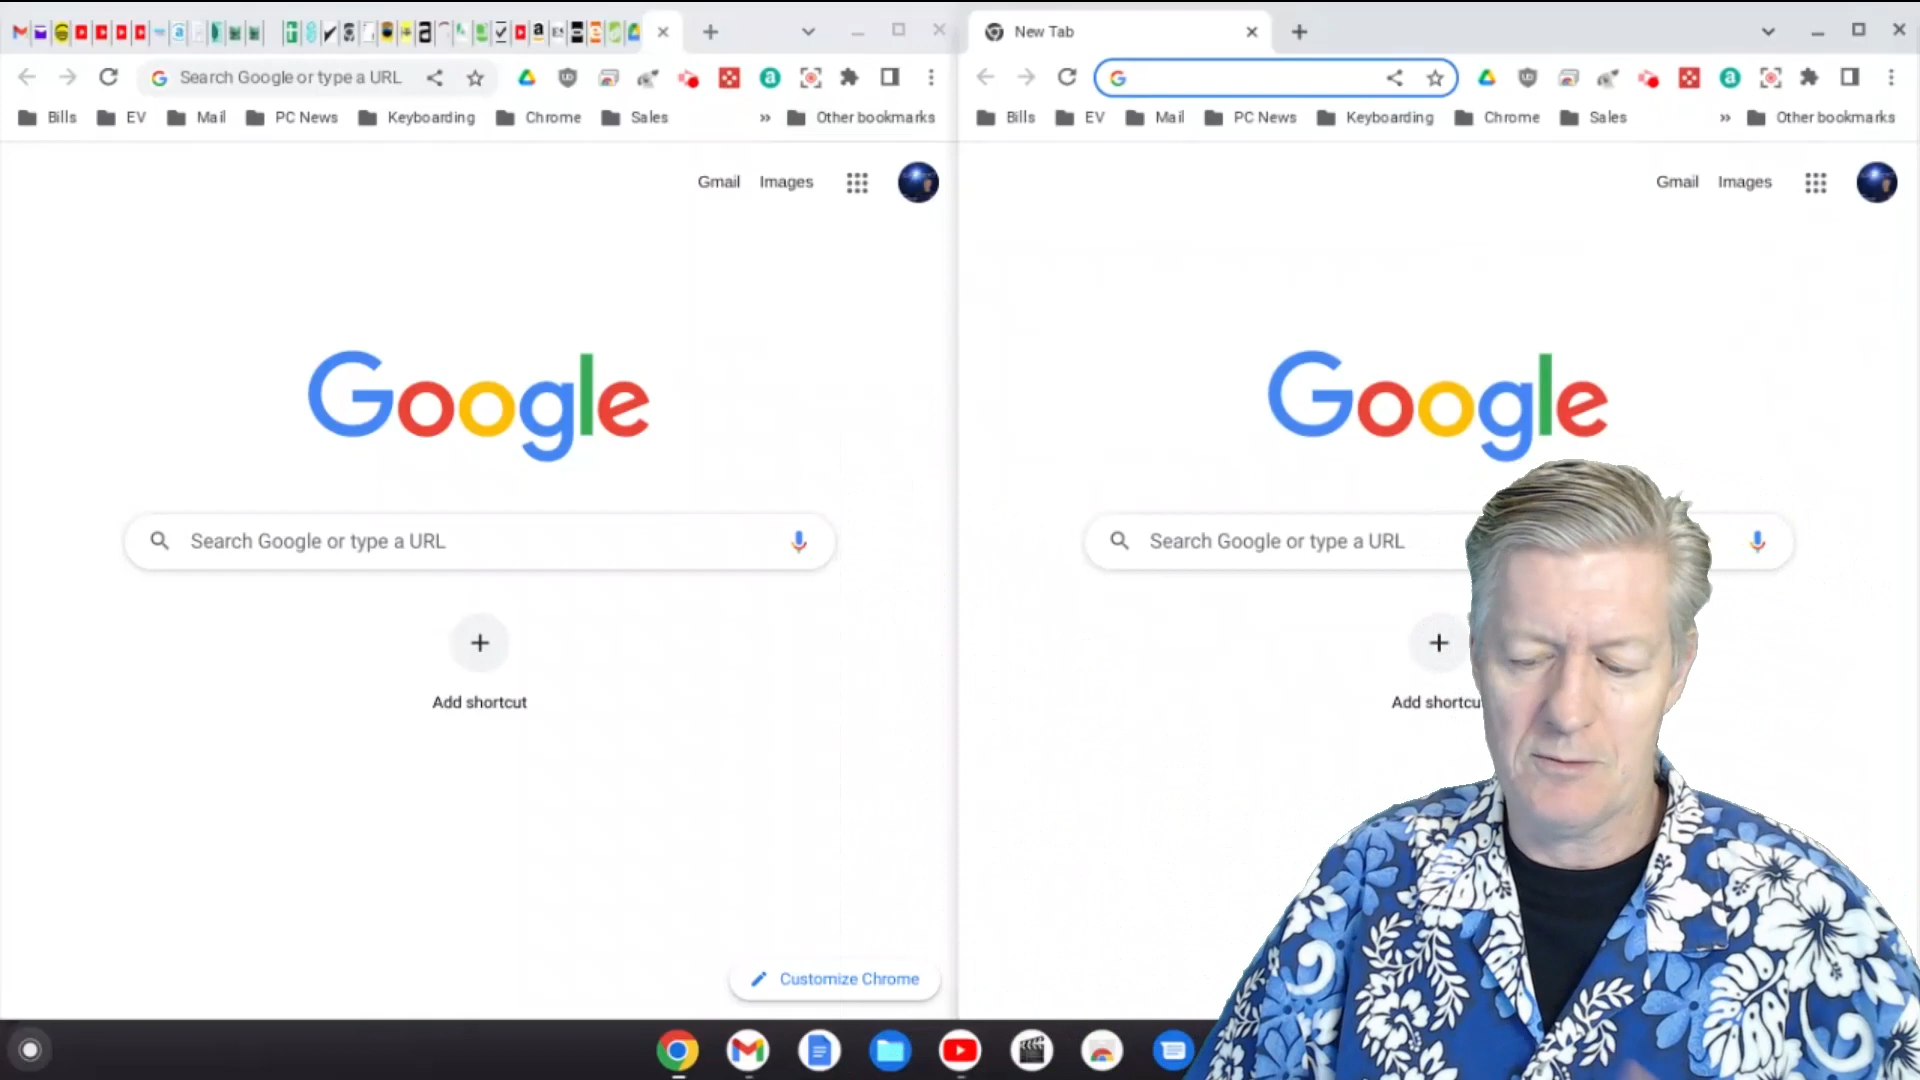 New Tab
Search Google or type a URL
Bills EV Mail PC News Keyboarding Chrome Sales » Other bookmarks
Bills EV Mail PC News Keyboarding Chrome Sales » Other bookmarks
Gmail Images
Gmail Images
Google
Google
Search Google or type a URL
Search Google or type a URL
Add shortcut
Add shortcu
Customize Chrome